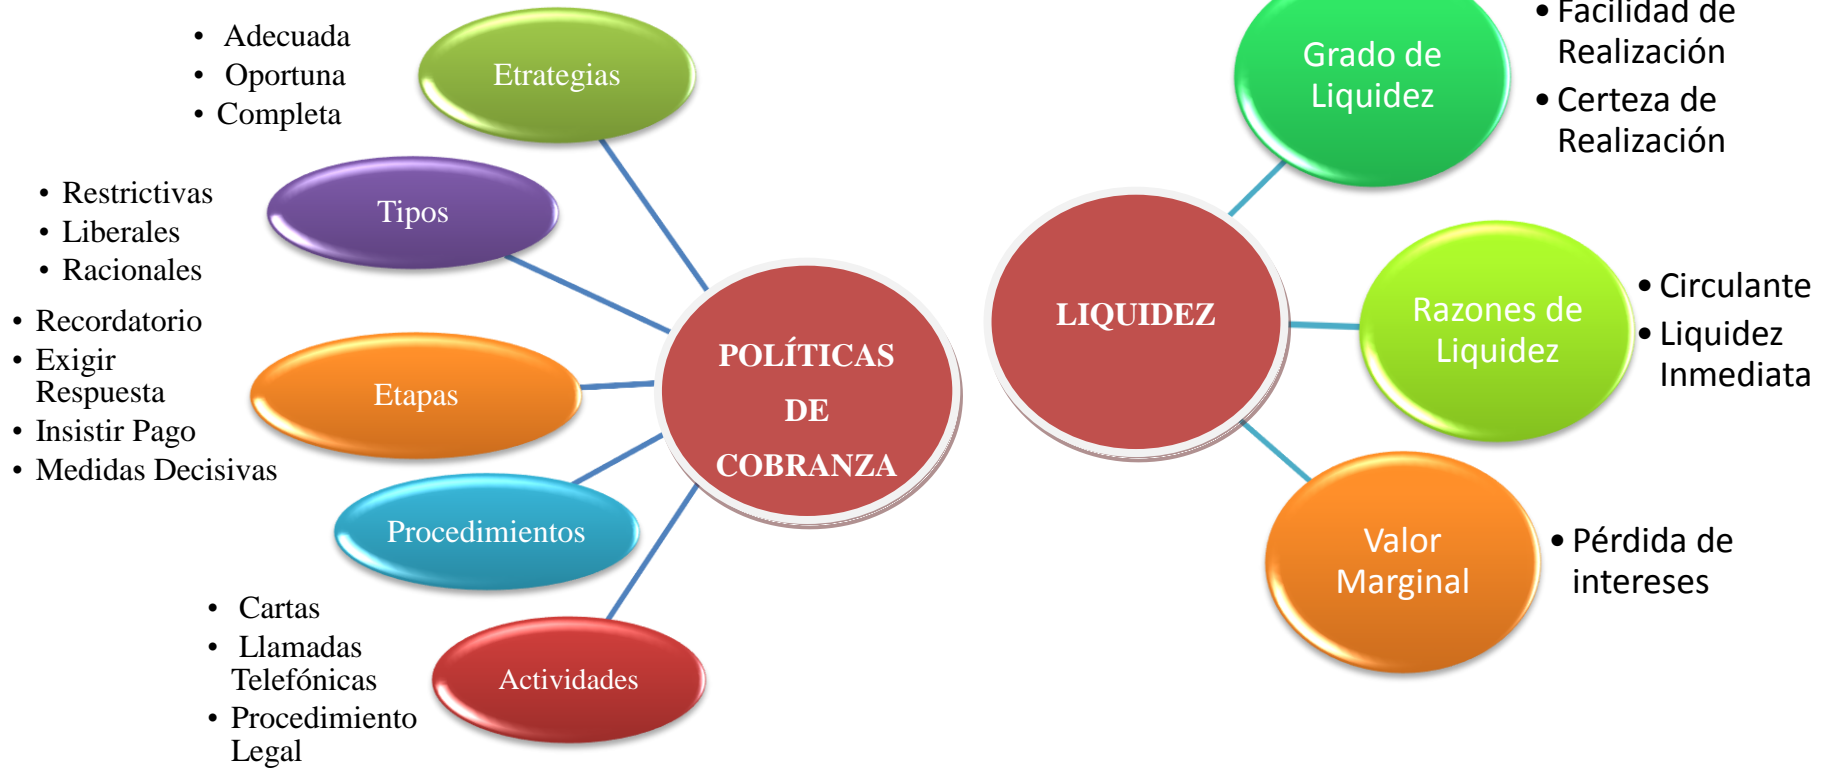 • Adecuada
• Oportuna
• Completa
Etrategias
• Restrictivas
• Liberales
• Racionales
Tipos
• Recordatorio
• Exigir
Respuesta
• Insistir Pago
• Medidas Decisivas
Etapas
Procedimientos
• Cartas
• Llamadas
Telefónicas
• Procedimiento
Legal
Actividades
POLÍTICAS
DE
COBRANZA
LIQUIDEZ
Grado de
Liquidez
• Facilidad de
Realización
• Certeza de
Realización
Razones de
Liquidez
• Circulante
• Liquidez
Inmediata
Valor
Marginal
• Pérdida de
intereses